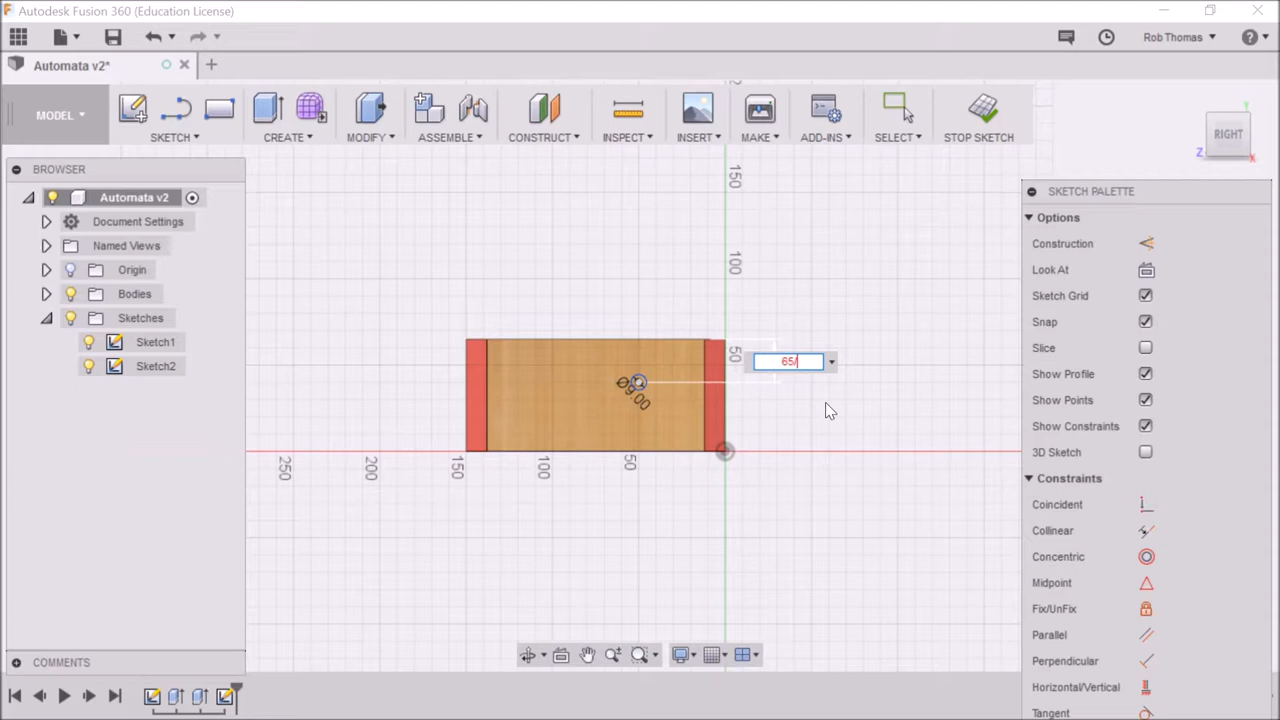 Autodesk Fusion 360 (Education License)
Rob Thomas
Automata v2*
MODEL
SKETCH
CREATE
MODIFY
ASSEMBLE
CONSTRUCT
INSPECT
INSERT
MAKE
ADD-INS
SELECT
STOP SKETCH
RIGHT
Y
Z
X
BROWSER
Automata v2
Document Settings
Named Views
Origin
Bodies
Sketches
Sketch1
Sketch2
150
100
50
Ø9.00
65/
250
200
150
100
50
SKETCH PALETTE
Options
Construction
Look At
Sketch Grid
Snap
Slice
Show Profile
Show Points
Show Constraints
3D Sketch
Constraints
Coincident
Collinear
Concentric
Midpoint
Fix/UnFix
Parallel
Perpendicular
Horizontal/Vertical
Tangent
COMMENTS